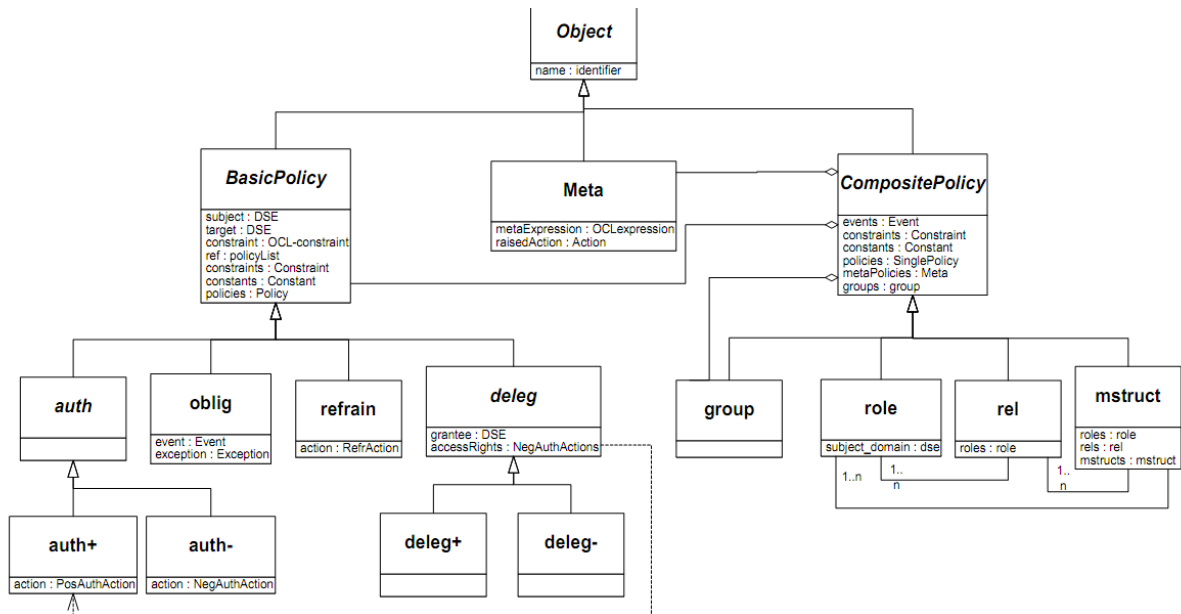 Object
name : identifier
BasicPolicy
subject : DSE
target : DSE
constraint : OCL-constraint
ref : policyList
constraints : Constraint
constants : Constant
policies : Policy
Meta
metaExpression : OCLexpression
raisedAction : Action
CompositePolicy
events : Event
constraints : Constraint
constants : Constant
policies : SinglePolicy
metaPolicies : Meta
groups : group
auth
oblig
event : Event
exception : Exception
refrain
action : RefrAction
deleg
grantee : DSE
accessRights : NegAuthActions
group
role
subject_domain : dse
rel
roles : role
mstruct
roles : role
rels : rel
mstructs : mstruct
1..n
1..
n
1..
n
auth+
action : PosAuthAction
auth-
action : NegAuthAction
deleg+
deleg-